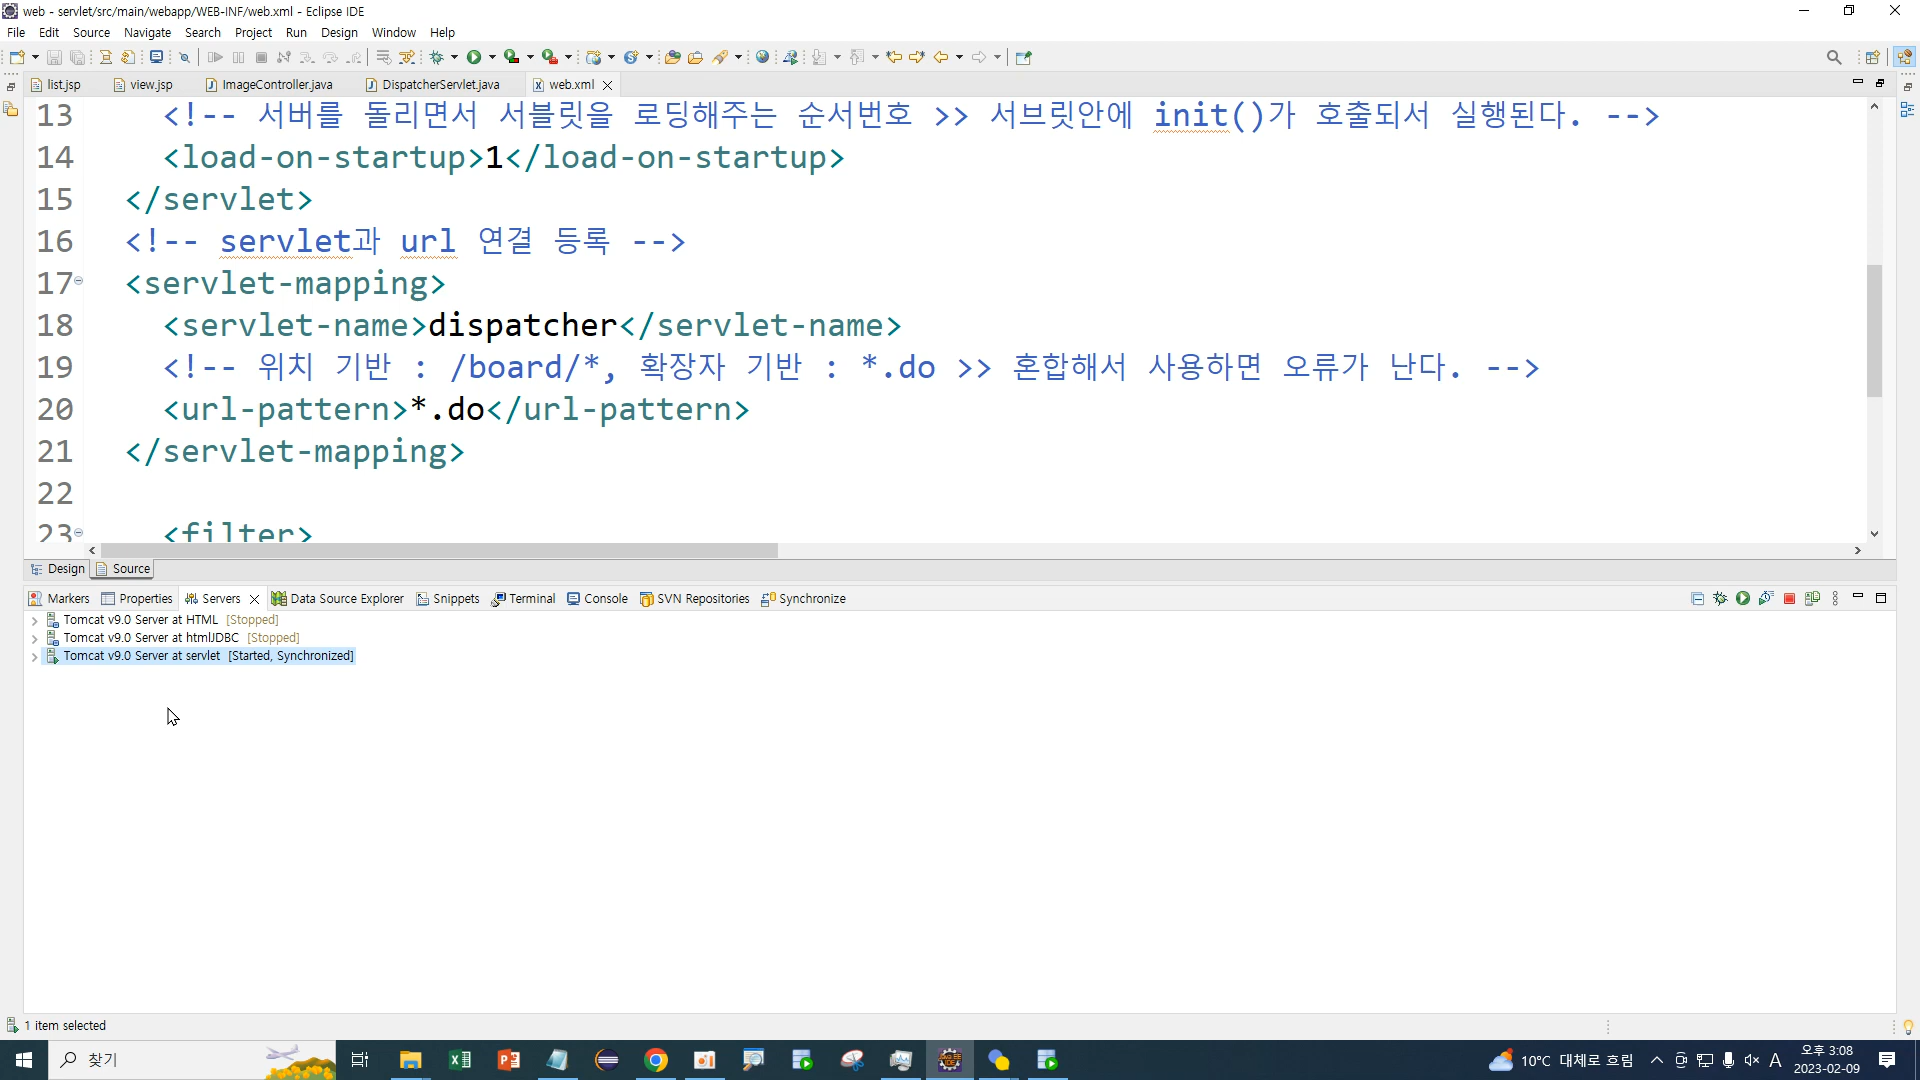 web - servlet/src/main/webapp/WEB-INF/web.xml - Eclipse IDE
File Edit Source Navigate Search Project Run Design Window Help
list.jsp view.jsp ImageController.java DispatcherServlet.java web.xml
13 <!-- 서버를 돌리면서 서블릿을 로딩해주는 순서번호 >> 서브릿안에 init()가 호출되서 실행된다. -->
14 <load-on-startup>1</load-on-startup>
15 </servlet>
16 <!-- servlet과 url 연결 등록 -->
17 <servlet-mapping>
18 <servlet-name>dispatcher</servlet-name>
19 <!-- 위치 기반 : /board/*, 확장자 기반 : *.do >> 혼합해서 사용하면 오류가 난다. -->
20 <url-pattern>*.do</url-pattern>
21 </servlet-mapping>
22
23 <filter>
Design Source
Markers Properties Servers Data Source Explorer Snippets Terminal Console SVN Repositories Synchronize
Tomcat v9.0 Server at HTML [Stopped]
Tomcat v9.0 Server at htmlJDBC [Stopped]
Tomcat v9.0 Server at servlet [Started, Synchronized]
1 item selected
찾기
10°C 대체로 흐림 A 오후 3:08
2023-02-09